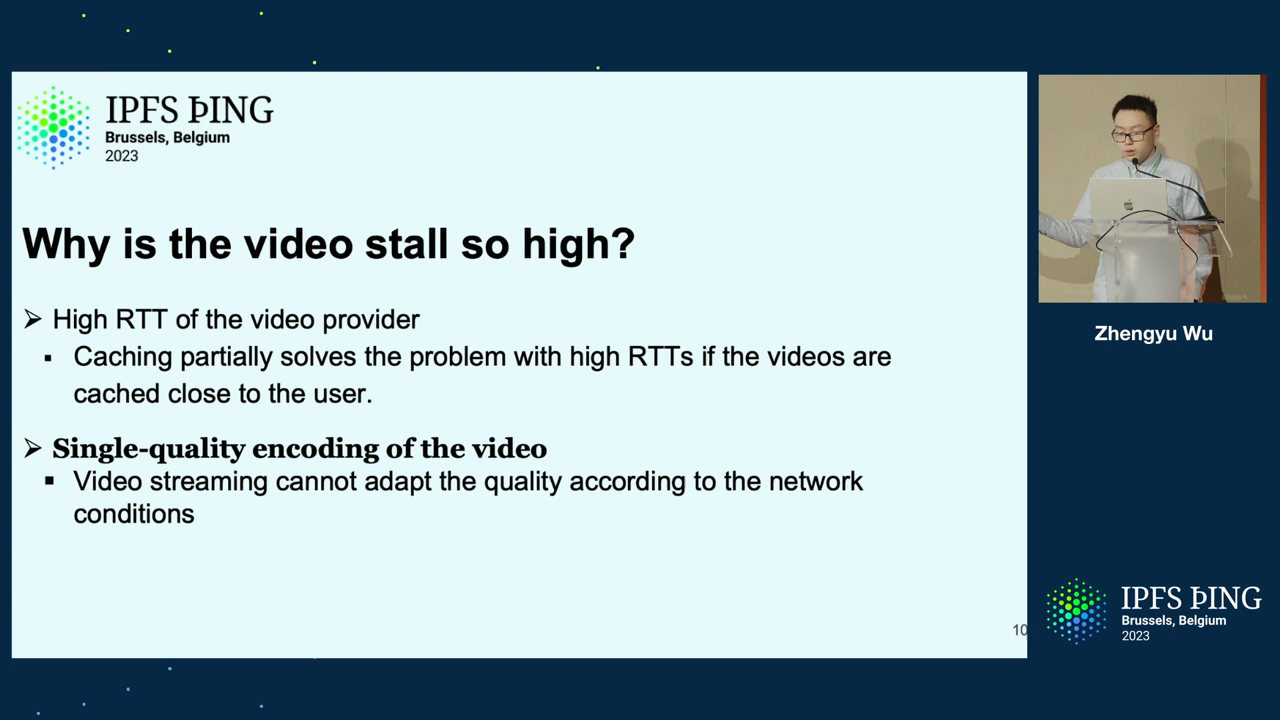 IPFS ÞING
Brussels, Belgium
2023
Why is the video stall so high?
➢ High RTT of the video provider
▪ Caching partially solves the problem with high RTTs if the videos are
cached close to the user.
➢ Single-quality encoding of the video
▪ Video streaming cannot adapt the quality according to the network
conditions
10
Zhengyu Wu
IPFS ÞING
Brussels, Belgium
2023